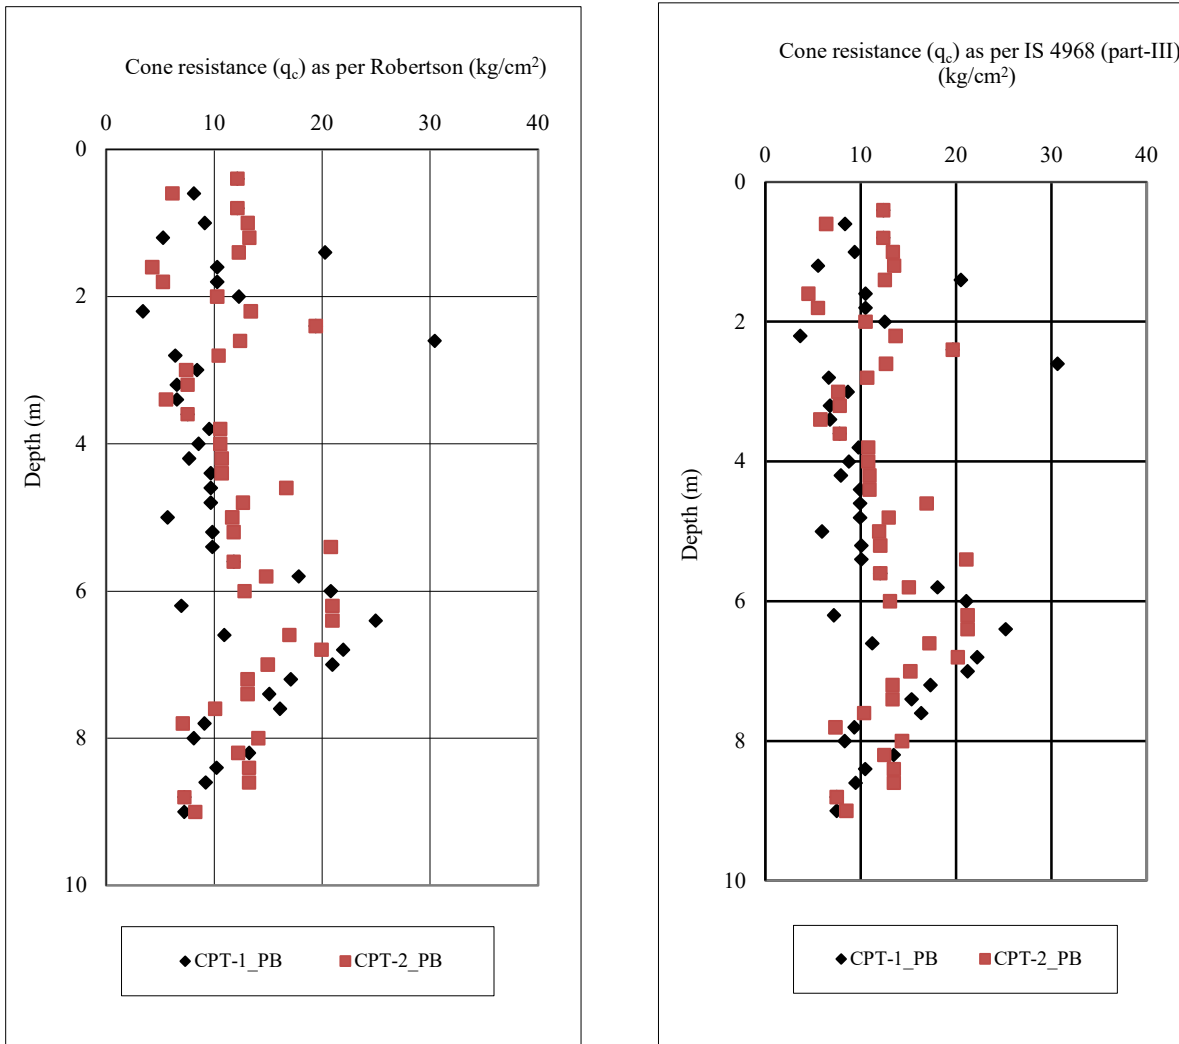 Cone resistance (qc) as per Robertson (kg/cm²)
0 10 20 30 40
0
2
4
6
8
10
Depth (m)
CPT-1_PB CPT-2_PB
Cone resistance (qc) as per IS 4968 (part-III)
(kg/cm²)
0 10 20 30 40
0
2
4
6
8
10
Depth (m)
CPT-1_PB CPT-2_PB